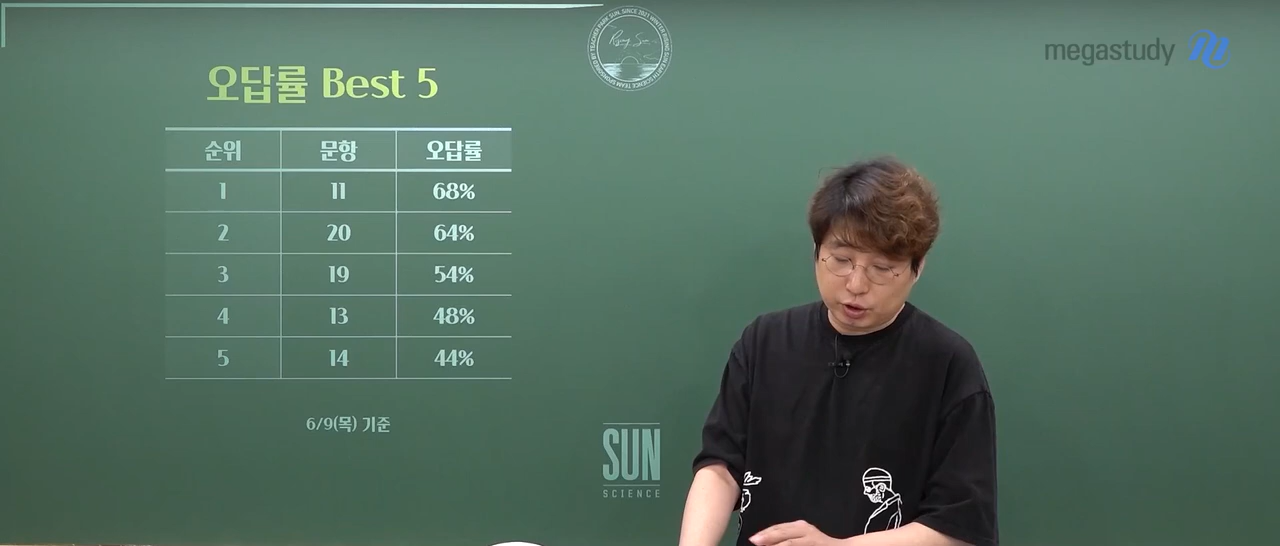 megastudy
오답률 Best 5
순위 문항 오답률
1 11 68%
2 20 64%
3 19 54%
4 13 48%
5 14 44%
6/9(목) 기준
SUN
SCIENCE